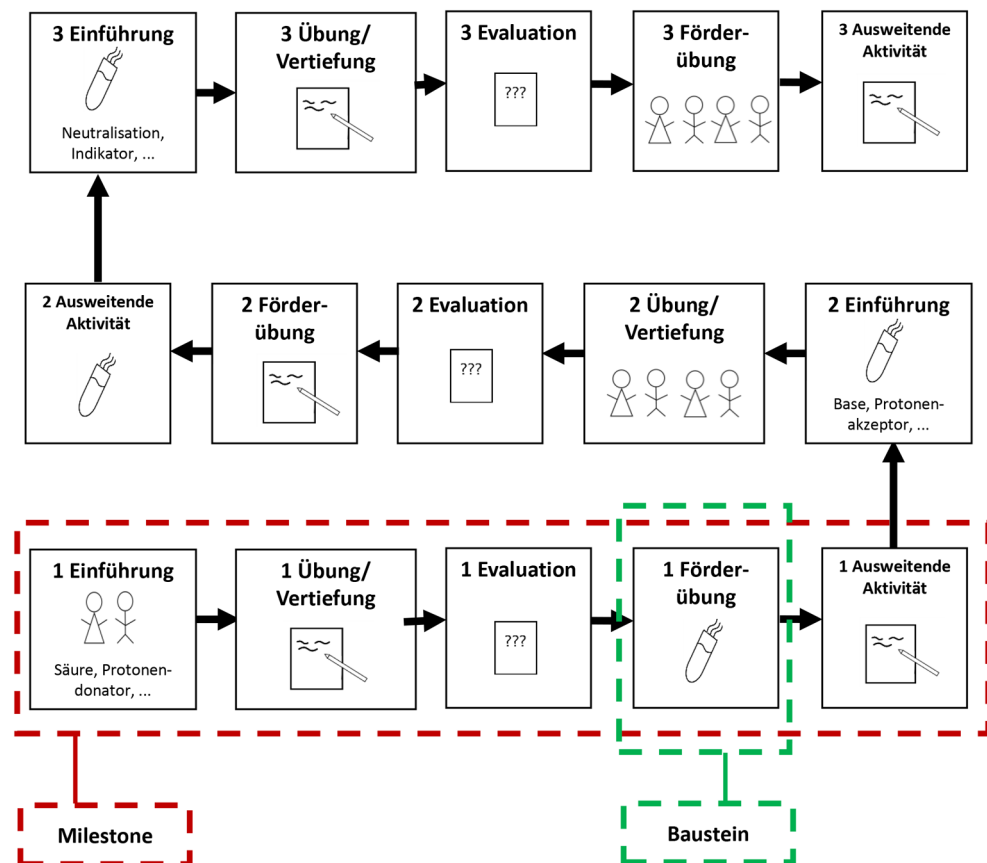 3 Einführung
Neutralisation,
Indikator, ...
3 Übung/
Vertiefung
3 Evaluation
???
3 Förder-
übung
3 Ausweitende
Aktivität
2 Ausweitende
Aktivität
2 Förder-
übung
2 Evaluation
???
2 Übung/
Vertiefung
2 Einführung
Base, Protonen-
akzeptor, ...
1 Einführung
Säure, Protonen-
donator, ...
1 Übung/
Vertiefung
1 Evaluation
???
1 Förder-
übung
1 Ausweitende
Aktivität
Milestone
Baustein